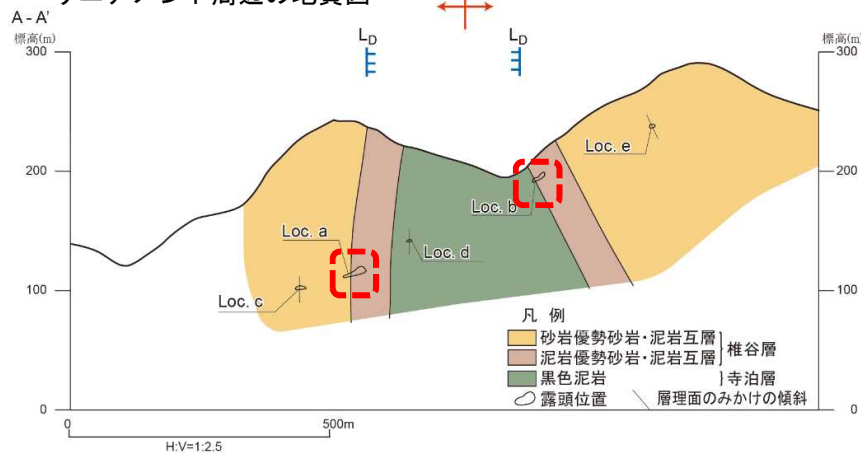 A - A'
標高(m)
標高(m)
300
300
200
200
100
100
0
0
L_D
L_D
Loc. e
Loc. b
Loc. a
Loc. d
Loc. c
凡 例
砂岩優勢砂岩・泥岩互層
泥岩優勢砂岩・泥岩互層
椎谷層
黒色泥岩
}寺泊層
露頭位置
層理面のみかけの傾斜
0
500m
H:V=1:2.5